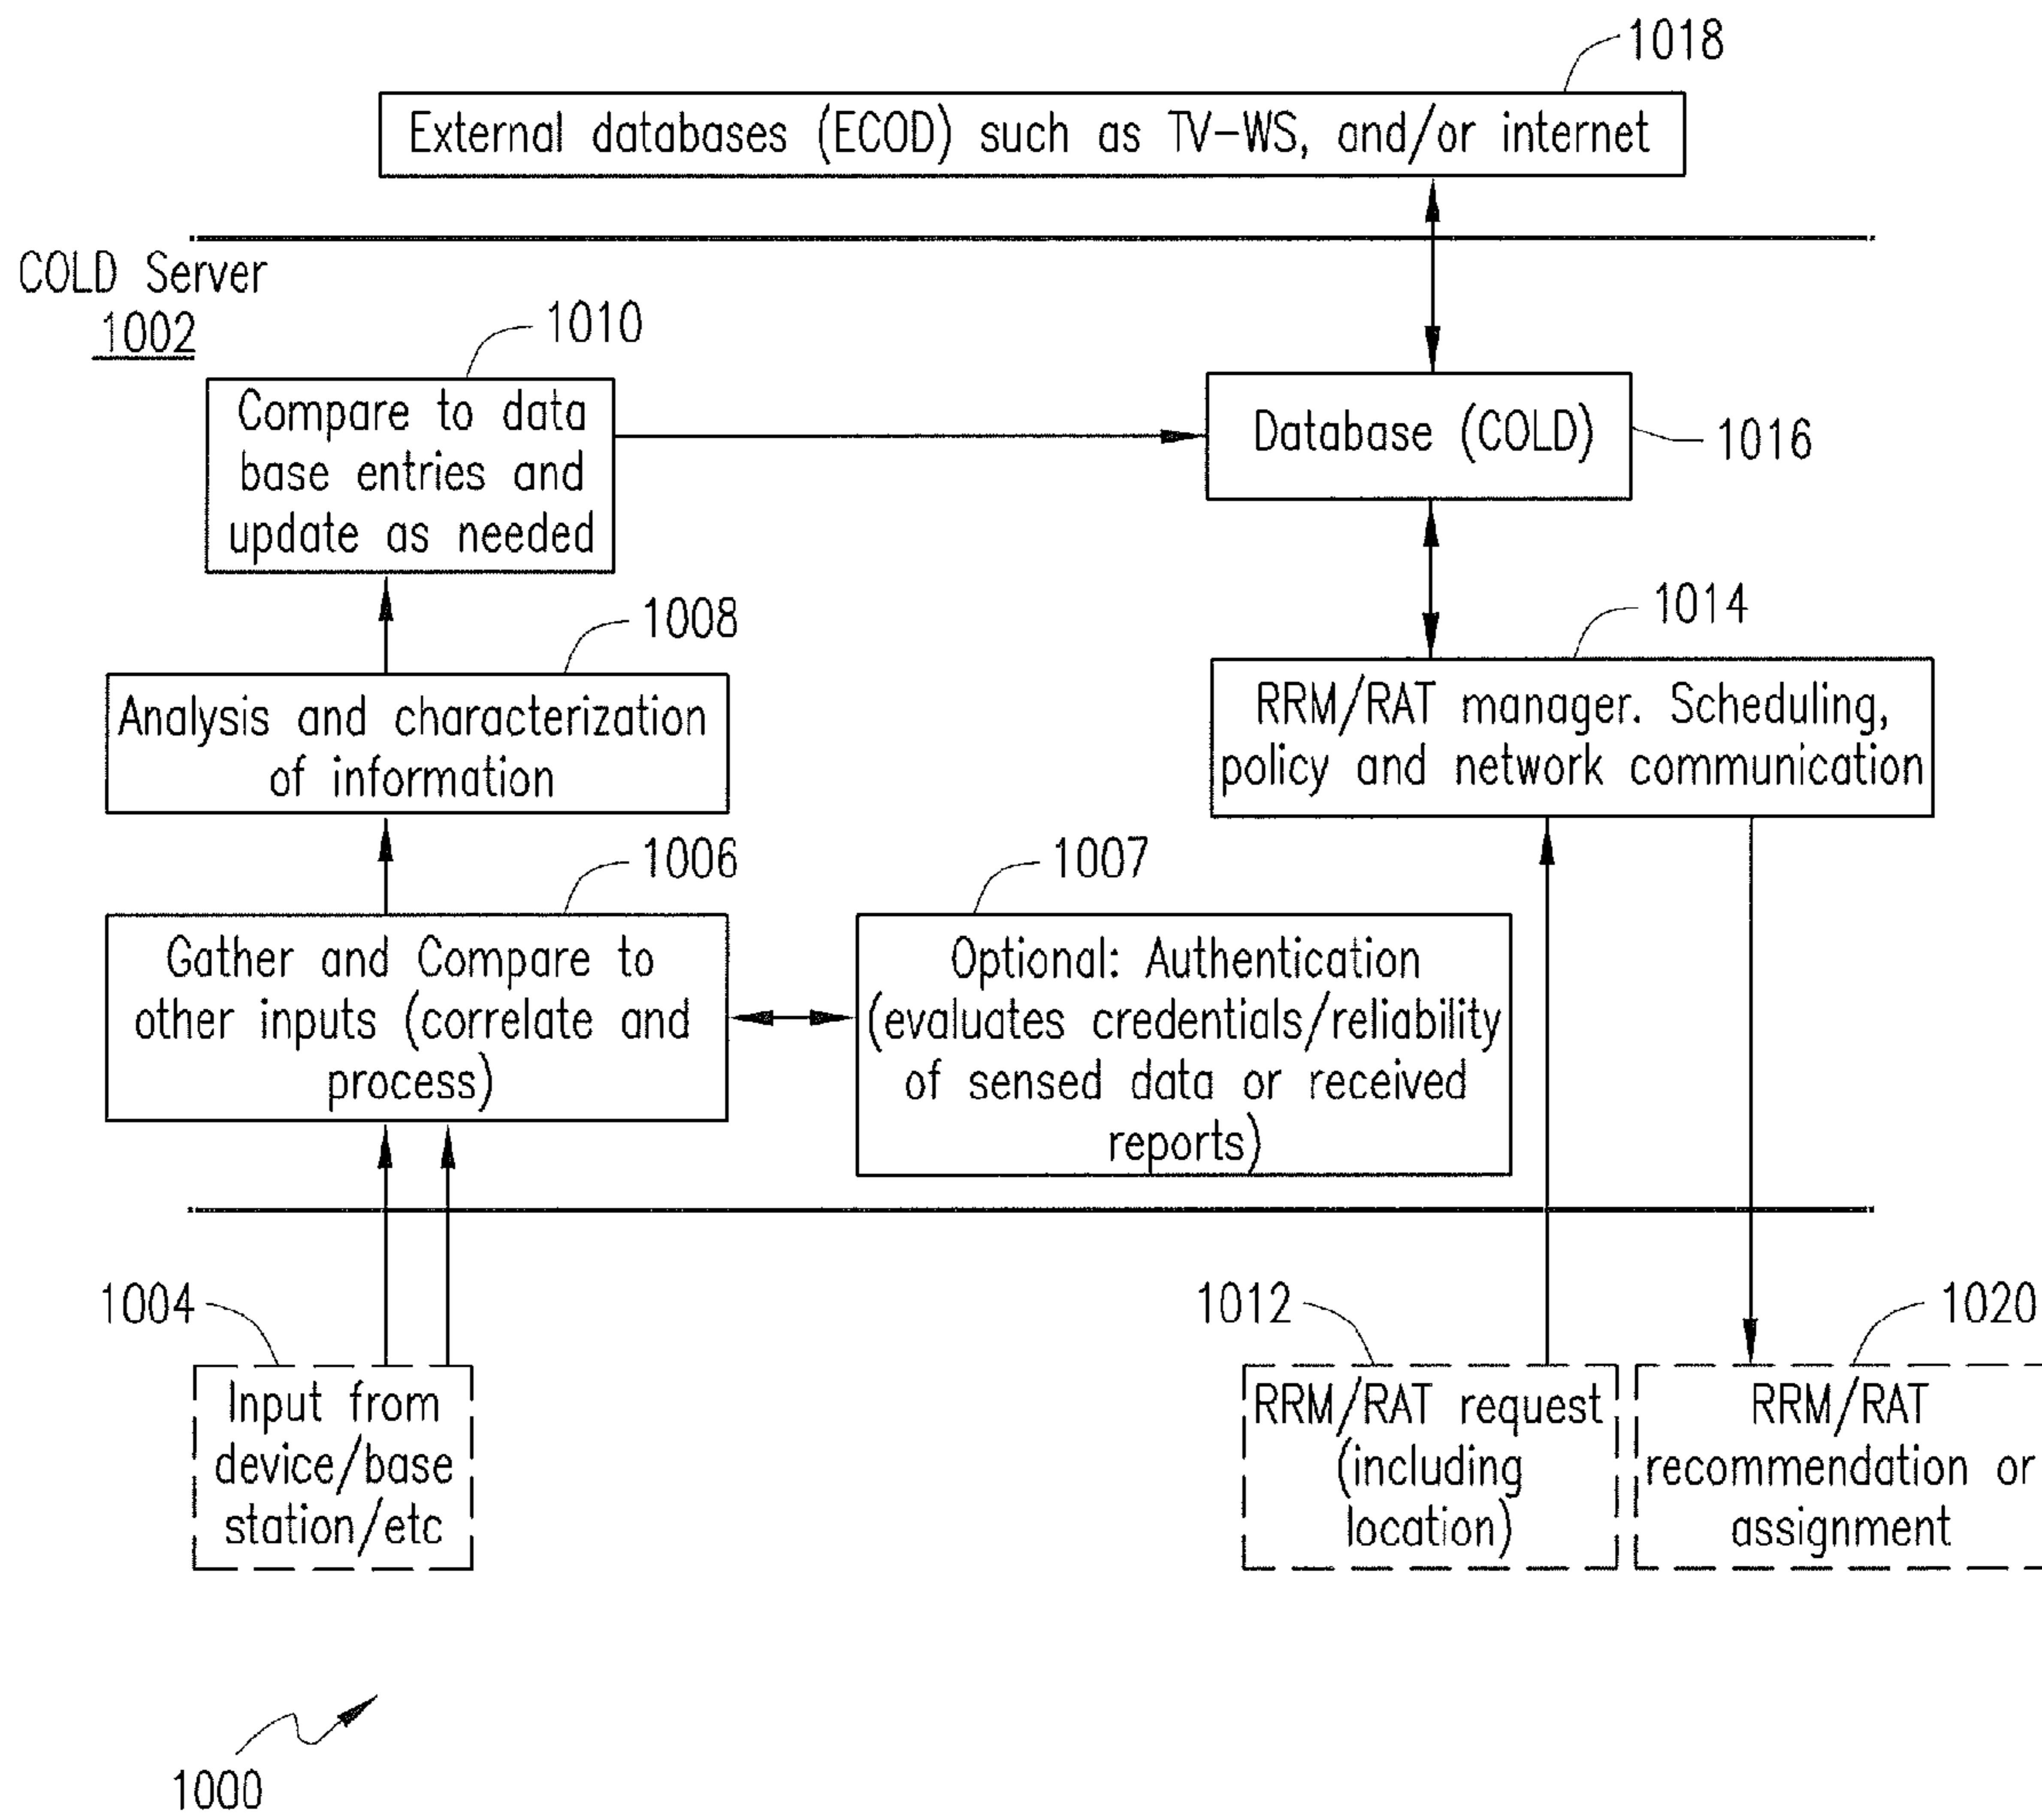 1018
External databases (ECOD) such as TV-WS, and/or internet
COLD Server
1002
1010
Compare to data
base entries and
update as needed
Database (COLD)
1016
1008
Analysis and characterization
of information
1014
RRM/RAT manager. Scheduling,
policy and network communication
1006
Gather and Compare to
other inputs (correlate and
process)
1007
Optional: Authentication
(evaluates credentials/reliability
of sensed data or received
reports)
1004
Input from
device/base
station/etc
1012
RRM/RAT request
(including
location)
1020
RRM/RAT
recommendation or
assignment
1000